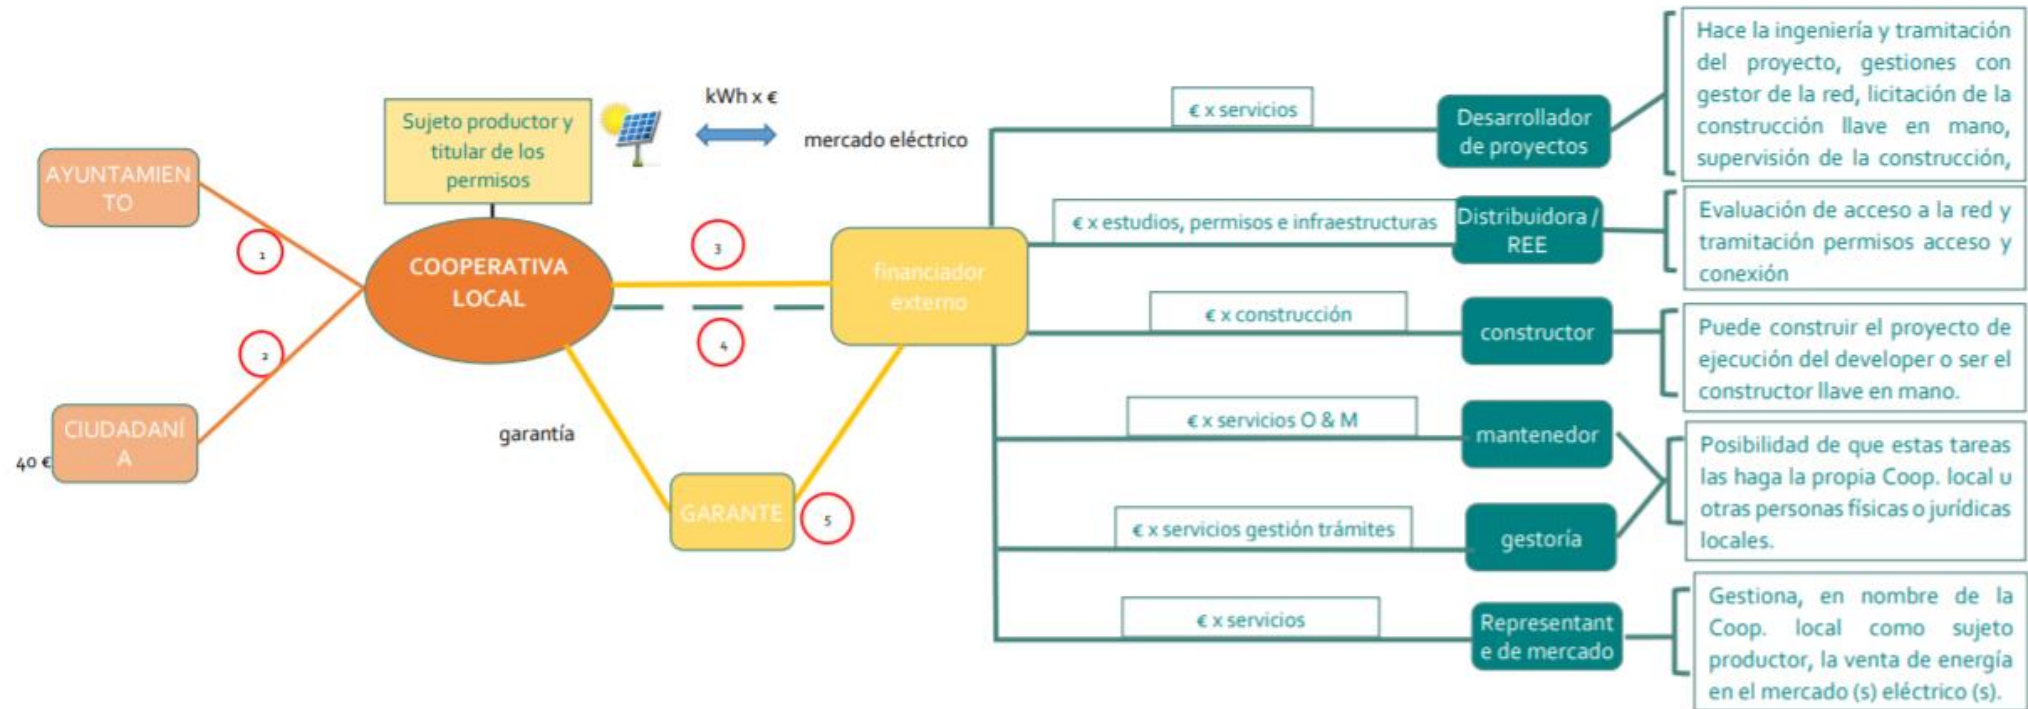 AYUNTAMIEN
TO
1
2
CIUDADANÍ
A
40 €
Sujeto productor y
titular de los
permisos
COOPERATIVA
LOCAL
kWh x €
mercado eléctrico
3
4
financiador
externo
garantía
GARANTE
5
€ x servicios
Desarrollador
de proyectos
Hace la ingeniería y tramitación
del proyecto, gestiones con
gestor de la red, licitación de la
construcción llave en mano,
supervisión de la construcción,
€ x estudios, permisos e infraestructuras
Distribuidora /
REE
Evaluación de acceso a la red y
tramitación permisos acceso y
conexión
€ x construcción
constructor
Puede construir el proyecto de
ejecución del developer o ser el
constructor llave en mano.
€ x servicios O & M
mantenedor
€ x servicios gestión trámites
gestoría
Posibilidad de que estas tareas
las haga la propia Coop. local u
otras personas físicas o jurídicas
locales.
€ x servicios
Representant
e de mercado
Gestiona, en nombre de la
Coop. local como sujeto
productor, la venta de energía
en el mercado (s) eléctrico (s).